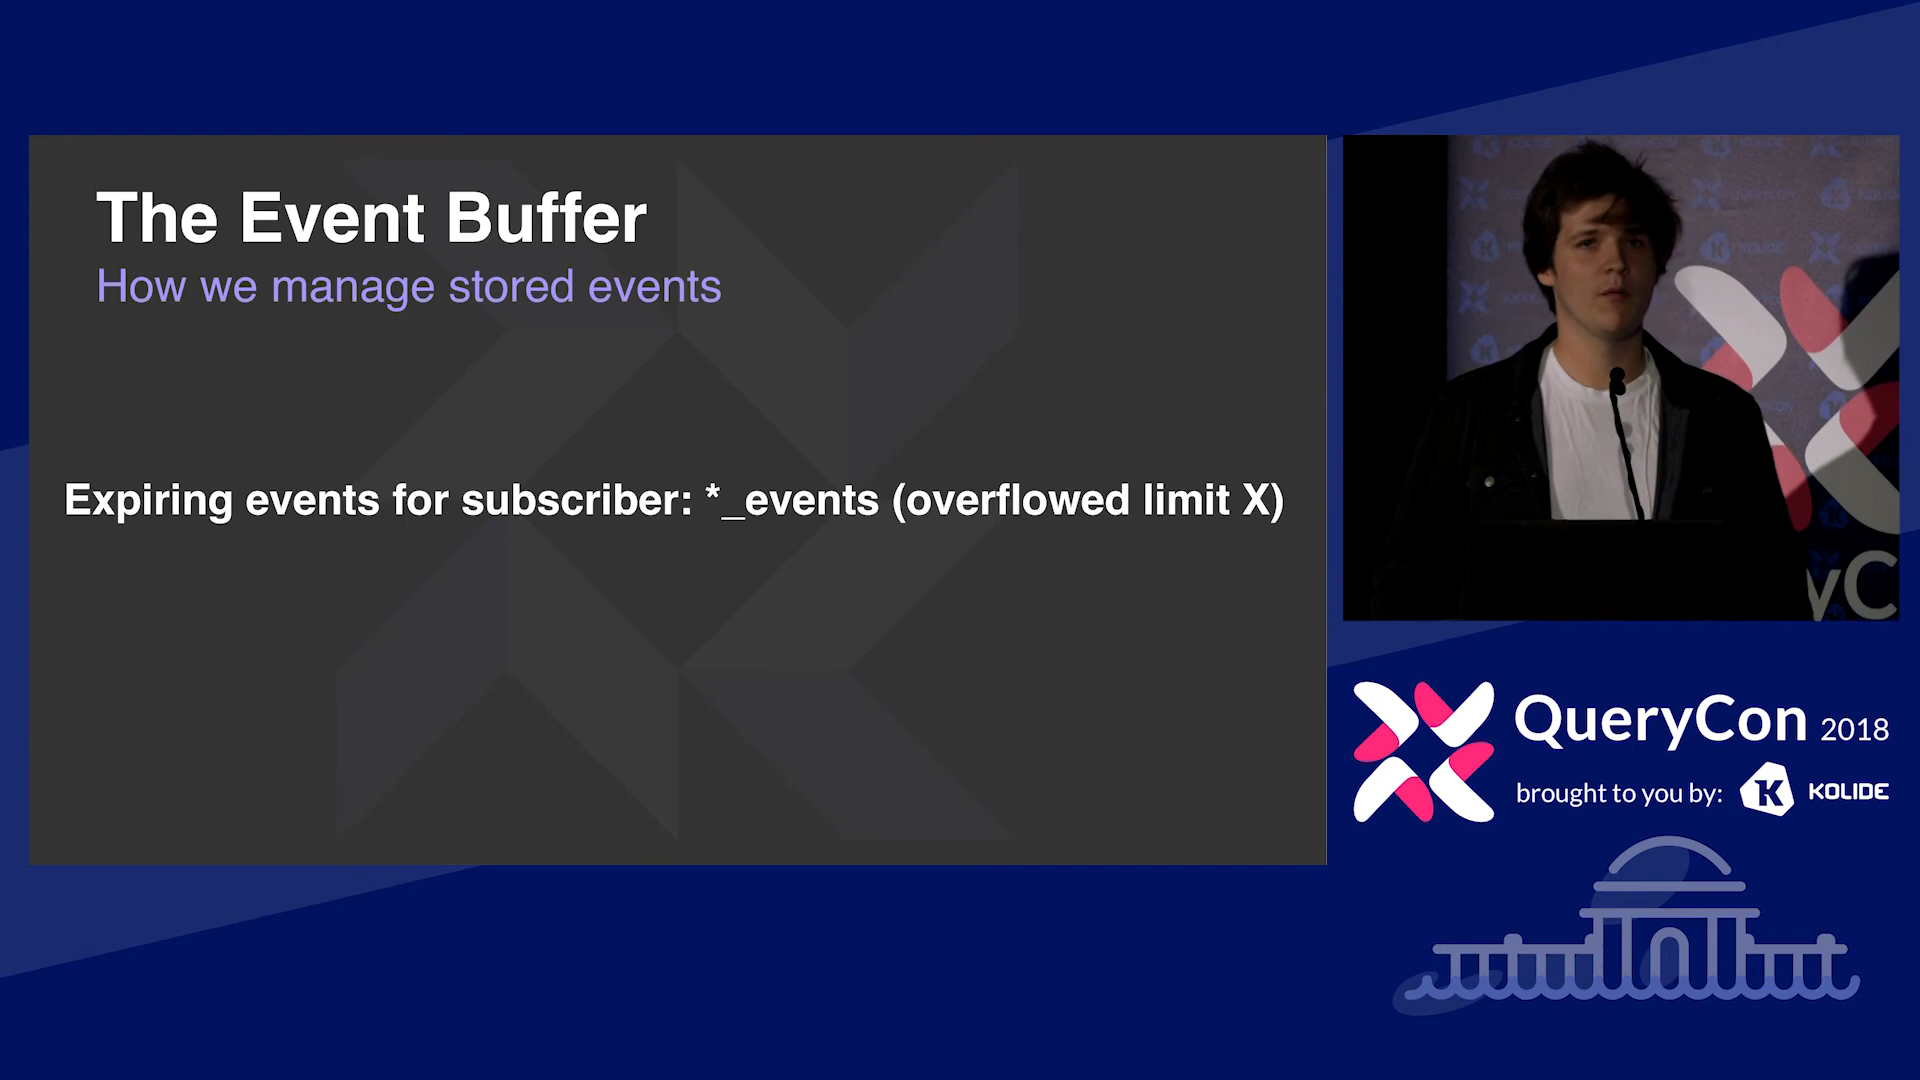 The Event Buffer
How we manage stored events
Expiring events for subscriber: *_events (overflowed limit X)
yC
QueryCon 2018
brought to you by: KOLIDE